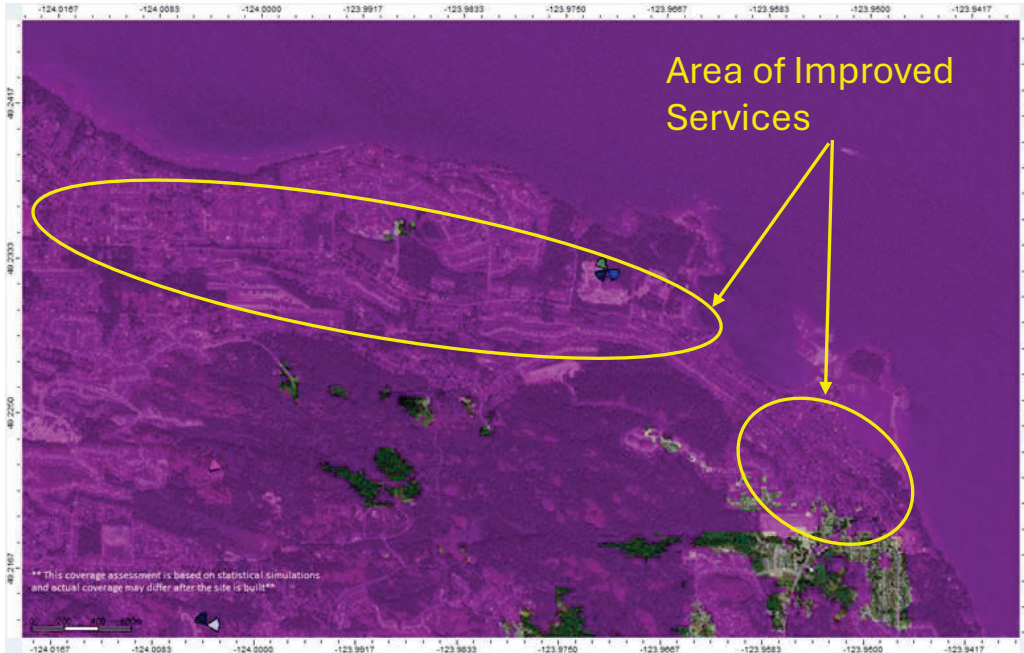 -124.0167 -124.0083 -124.0000 -123.9917 -123.9833 -123.9750 -123.9667 -123.9583 -123.9500 -123.9417
Area of Improved
Services
49.2417
49.2333
49.2250
49.2167
** This coverage assessment is based on statistical simulations
and actual coverage may differ after the site is built**
-124.0167 -124.0083 -124.0000 -123.9917 -123.9833 -123.9750 -123.9667 -123.9583 -123.9500 -123.9417